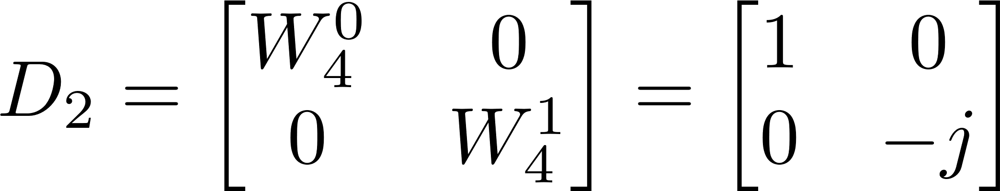 D_2 = \begin{bmatrix} W_4^0 & 0 \\ 0 & W_4^1 \end{bmatrix} = \begin{bmatrix} 1 & 0 \\ 0 & -j \end{bmatrix}